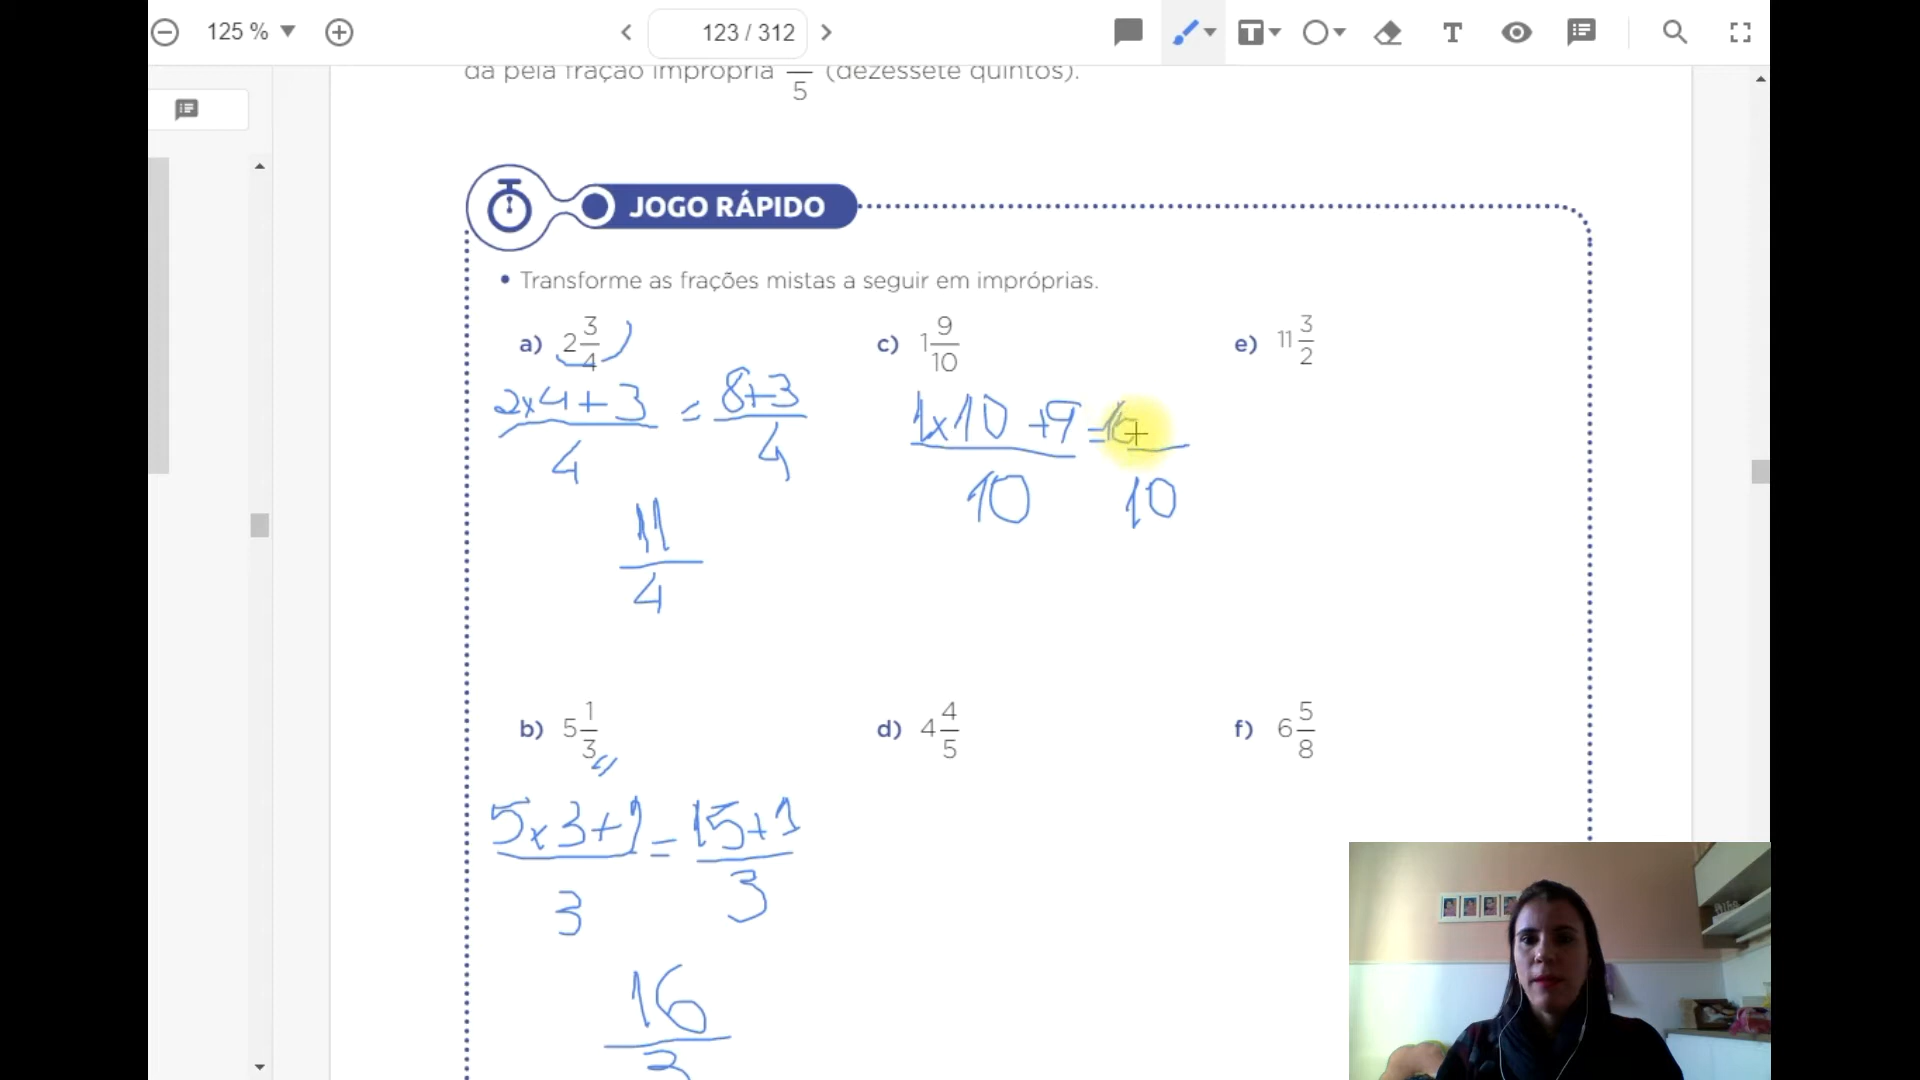 125 %
123 / 312
da pela fração imprópria — (dezessete quintos).
5
JOGO RÁPIDO
• Transforme as frações mistas a seguir em impróprias.
a) 2 3/4
c) 1 9/10
e) 11 3/2
2x4+3 = 8+3
4 4
1x10 +9 =
10 10
11
4
b) 5 1/3
d) 4 4/5
f) 6 5/8
5x3+1 = 15+1
3 3
16